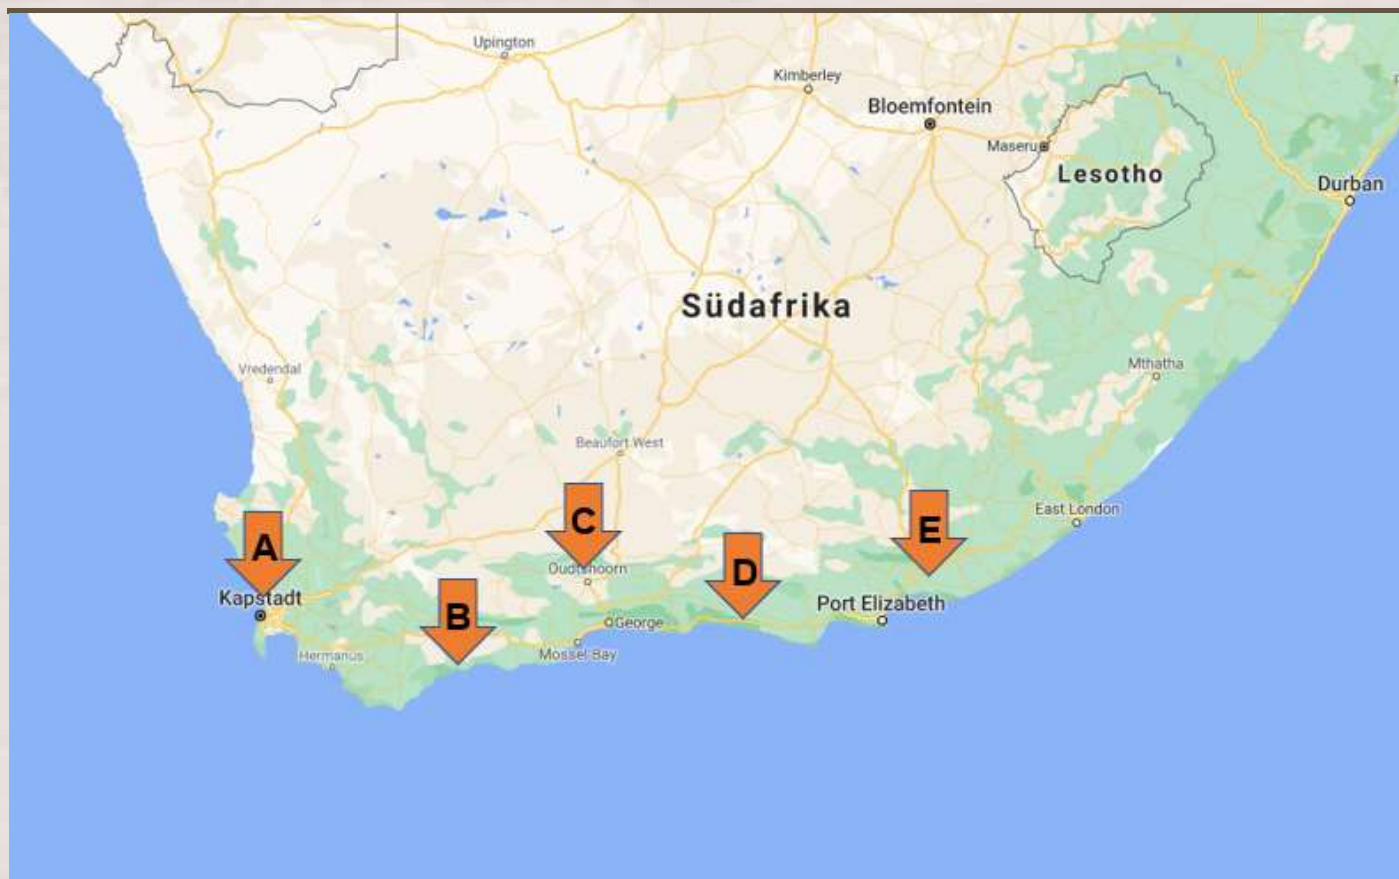 Upington
Kimberley
Bloemfontein
Maseru
Lesotho
Durban
Südafrika
Vredendal
Mthatha
Beaufort West
East London
A
B
C
D
E
Oudtshoorn
Kapstadt
Port Elizabeth
George
Mossel Bay
Hermanus